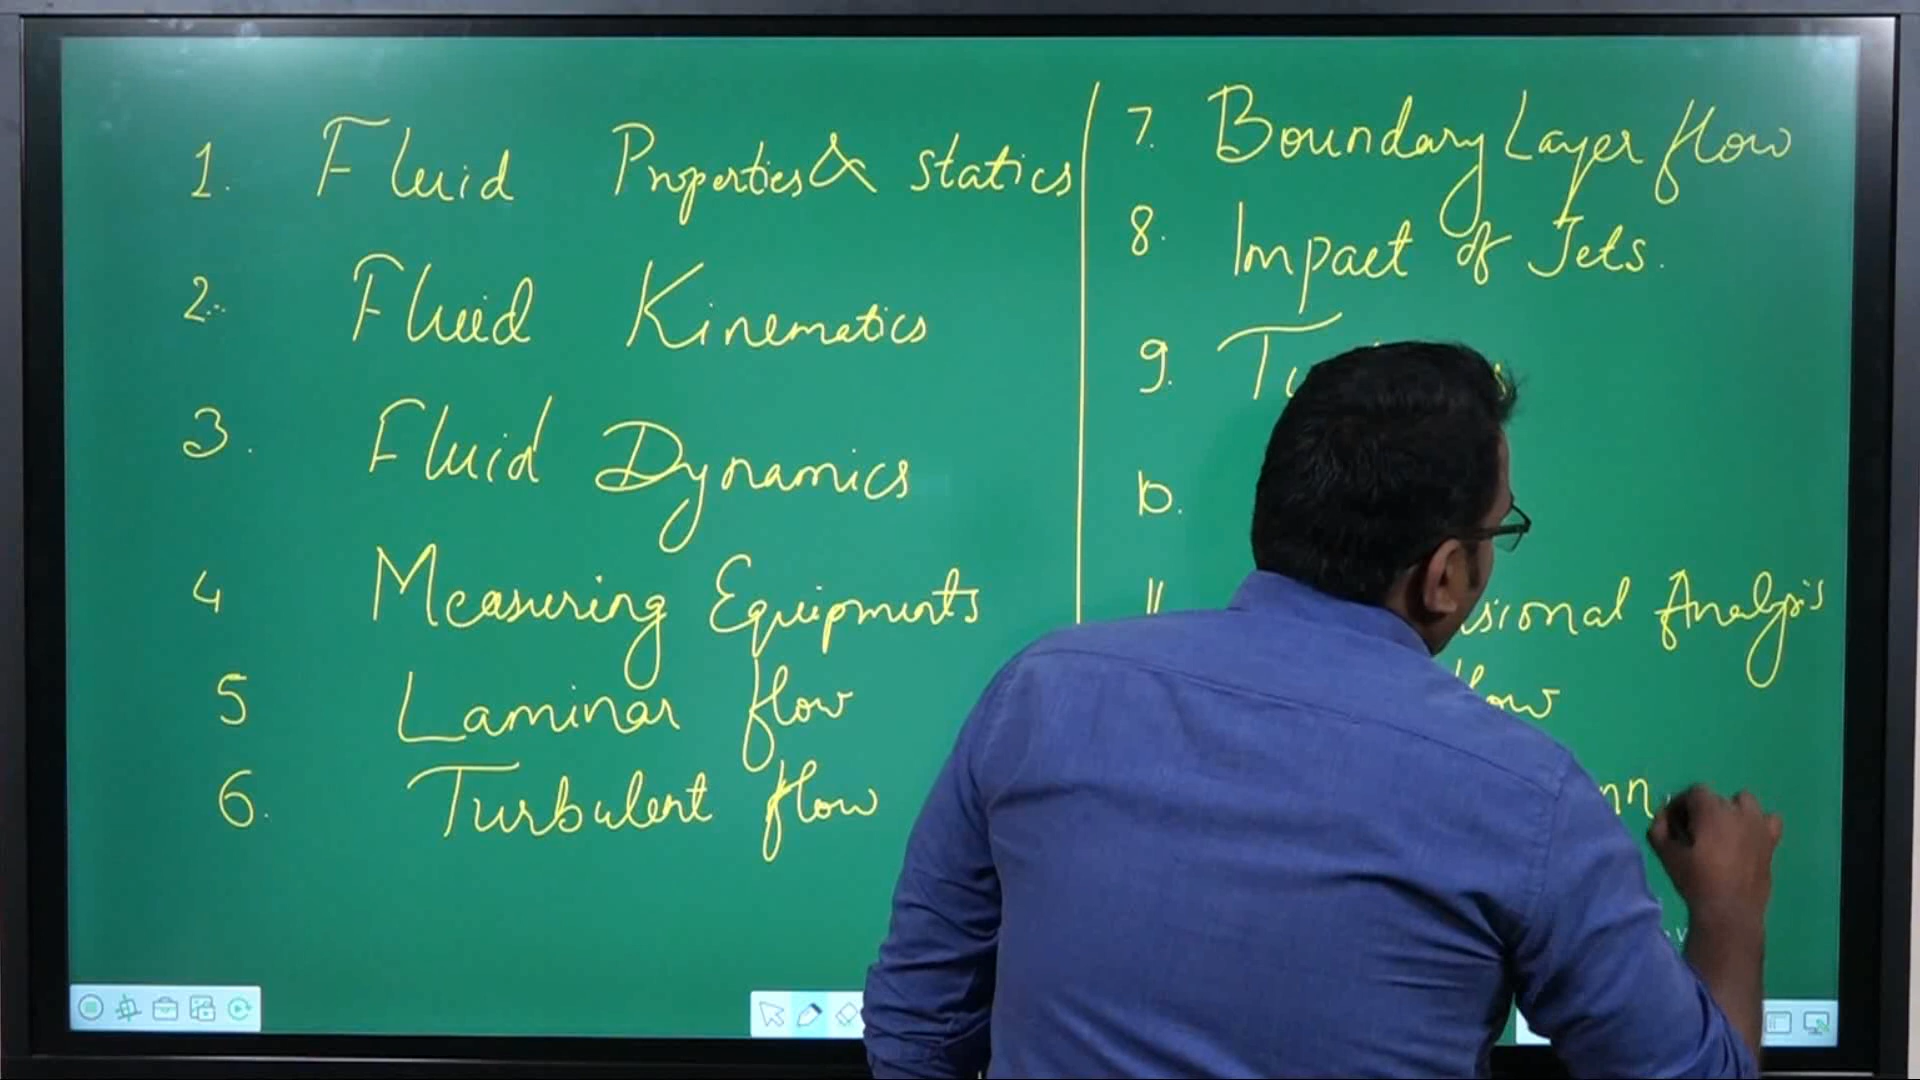 1. Fluid Properties & statics
2. Fluid Kinematics
3. Fluid Dynamics
4 Measuring Equipments
5 Laminar flow
6. Turbulent flow
7. Boundary Layer flow
8. Impact of Jets.
9.
10.
11 Analysis